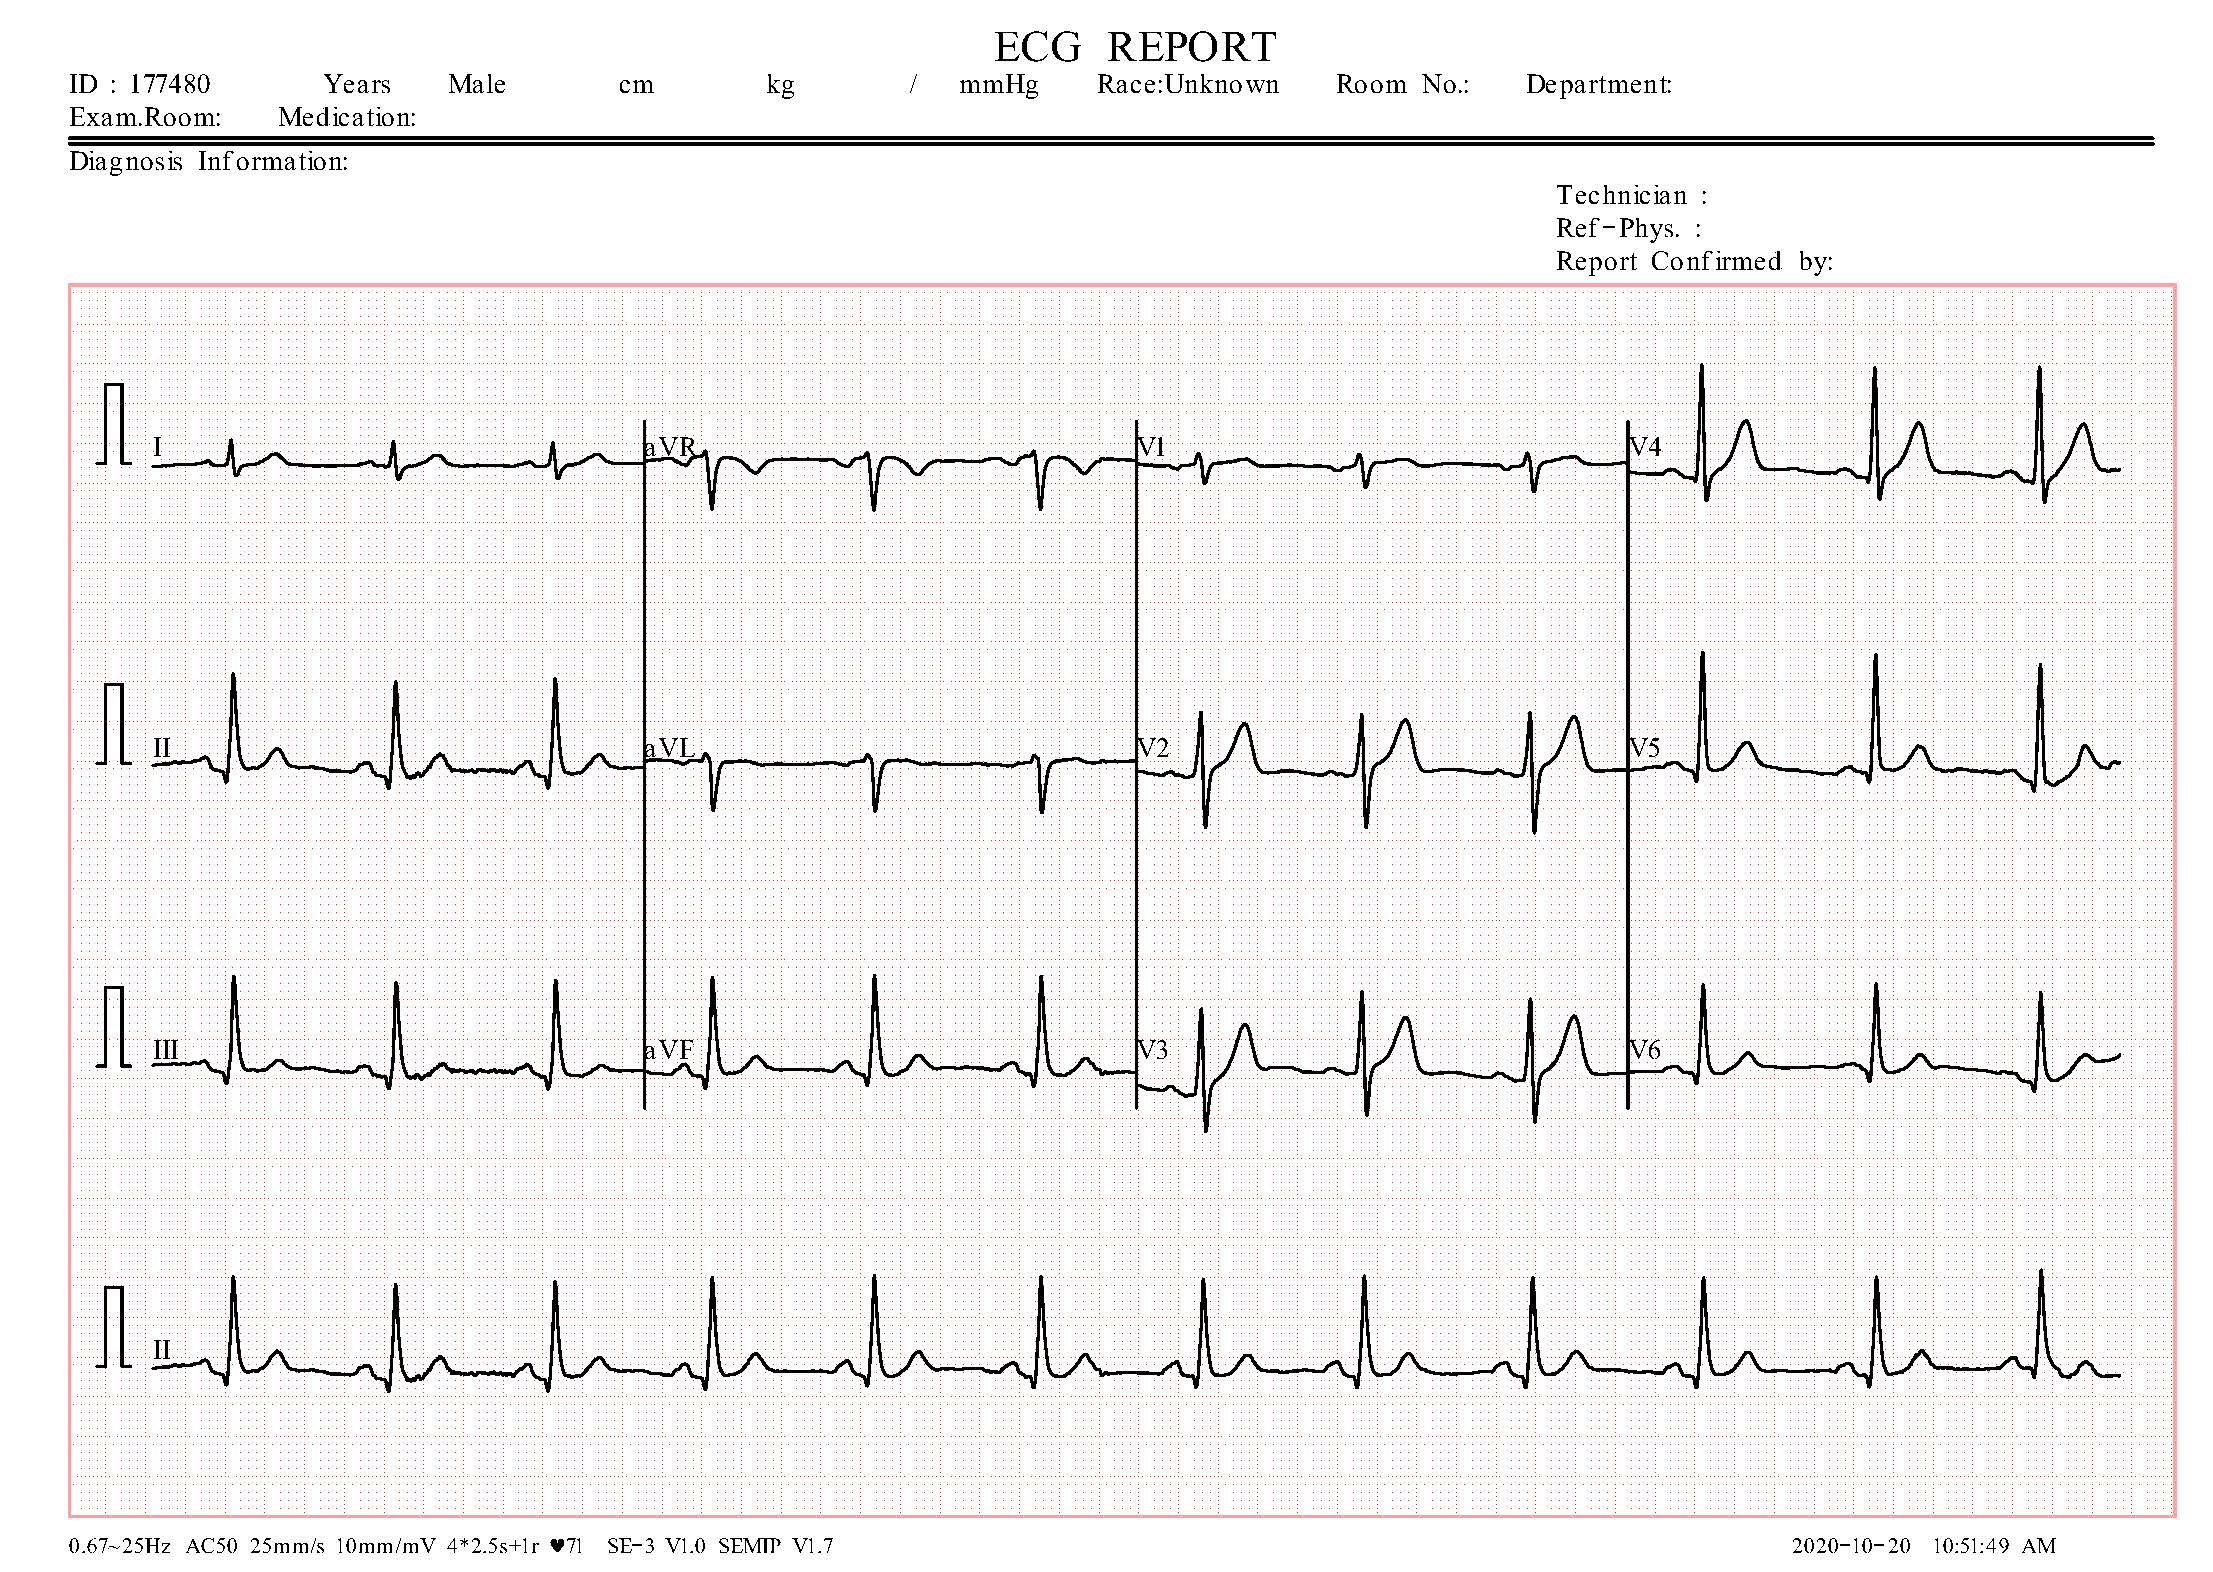 ECG REPORT
ID : 177480 Years Male cm kg / mmHg Race:Unknown Room No.: Department:
Exam.Room: Medication:
Diagnosis Information:
Technician :
Ref-Phys. :
Report Confirmed by:
I aVR V1 V4
II aVL V2 V5
III aVF V3 V6
II
0.67~25Hz AC50 25mm/s 10mm/mV 4*2.5s+1r ♥71 SE-3 V1.0 SEMIP V1.7 2020-10-20 10:51:49 AM